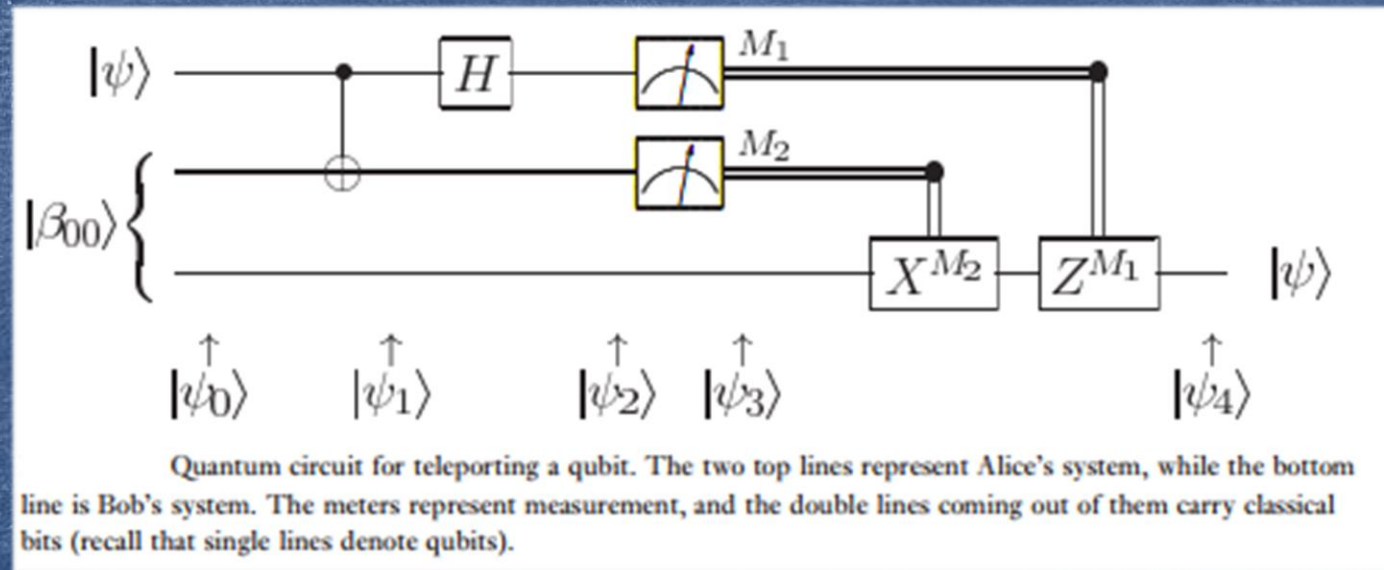 |ψ⟩ H M₁
M₂
|β₀₀⟩
X^M₂ Z^M₁ |ψ⟩
↑ ↑ ↑ ↑ ↑
|ψ₀⟩ |ψ₁⟩ |ψ₂⟩ |ψ₃⟩ |ψ₄⟩
Quantum circuit for teleporting a qubit. The two top lines represent Alice's system, while the bottom
line is Bob's system. The meters represent measurement, and the double lines coming out of them carry classical
bits (recall that single lines denote qubits).